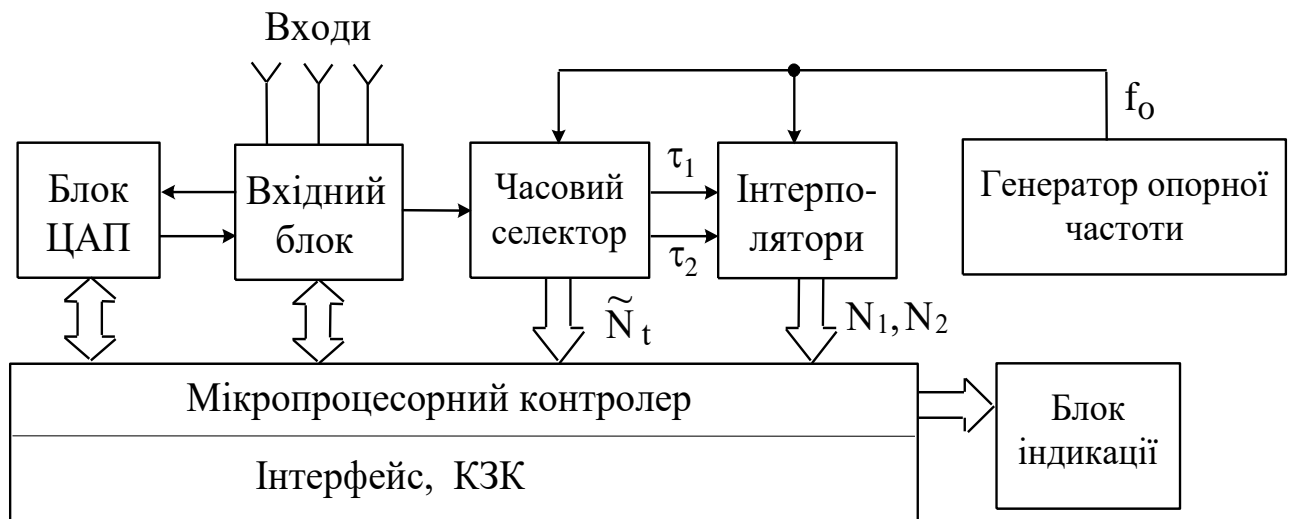 Входи
f₀
Блок
ЦАП
Вхідний
блок
Часовий
селектор
τ₁
τ₂
Інтерпо-
лятори
Генератор опорної
частоти
Ñ t
N₁, N₂
Мікропроцесорний контролер
Інтерфейс, КЗК
Блок
індикації